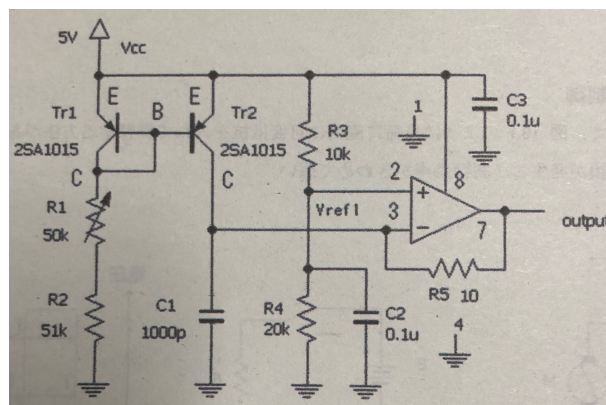 5V
Vcc
E
B
E
Tr1
2SA1015
Tr2
2SA1015
C
C
R1
50k
R2
51k
C1
1000p
R3
10k
Vref1
R4
20k
C2
0.1u
1
C3
0.1u
2
+
3
−
8
7
output
R5 10
4